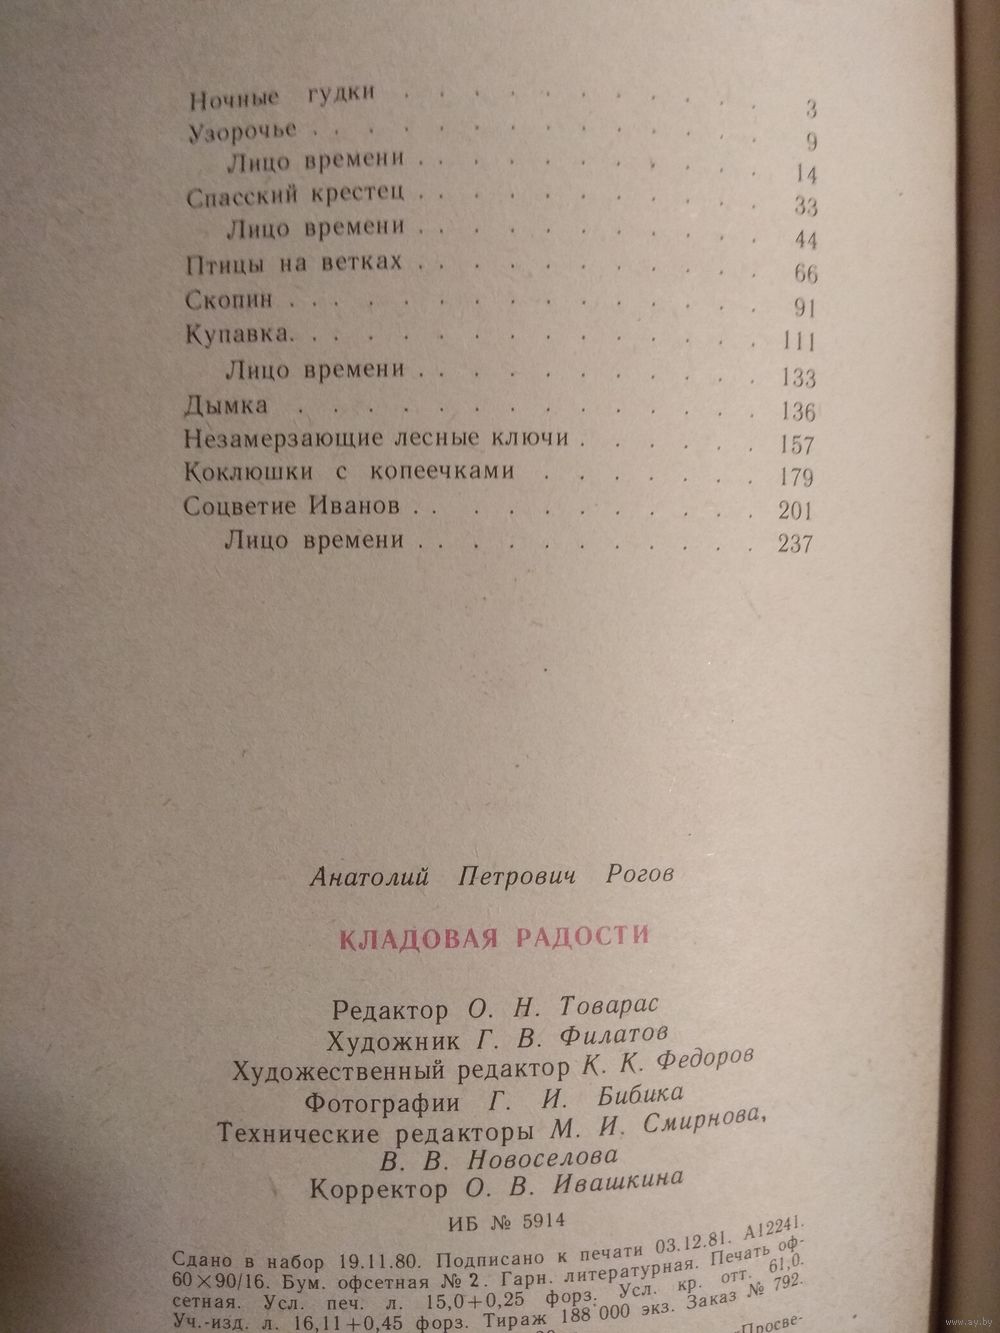 Ночные гудки . . . . . . . . . . 3
Узорочье . . . . . . . . . . . . 9
Лицо времени . . . . . . . . . . 14
Спасский крестец . . . . . . . . . . 33
Лицо времени . . . . . . . . . . 44
Птицы на ветках . . . . . . . . . . 66
Скопин . . . . . . . . . . . . . 91
Купавка. . . . . . . . . . . . . 111
Лицо времени . . . . . . . . . . 133
Дымка . . . . . . . . . . . . . 136
Незамерзающие лесные ключи . . . . . 157
Коклюшки с копеечками . . . . . . 179
Соцветие Иванов . . . . . . . . . . 201
Лицо времени . . . . . . . . . . 237
Анатолий Петрович Рогов
КЛАДОВАЯ РАДОСТИ
Редактор О. Н. Товарас
Художник Г. В. Филатов
Художественный редактор К. К. Федоров
Фотографии Г. И. Бибика
Технические редакторы М. И. Смирнова,
В. В. Новоселова
Корректор О. В. Ивашкина
ИБ № 5914
Сдано в набор 19.11.80. Подписано к печати 03.12.81. А12241.
60×90/16. Бум. офсетная № 2. Гарн. литературная. Печать оф-
сетная. Усл. печ. л. 15,0+0,25 форз. Усл. кр. отт. 61,0.
Уч.-изд. л. 16,11+0,45 форз. Тираж 188 000 экз. Заказ № 792.
«Просве-
www.ay.by